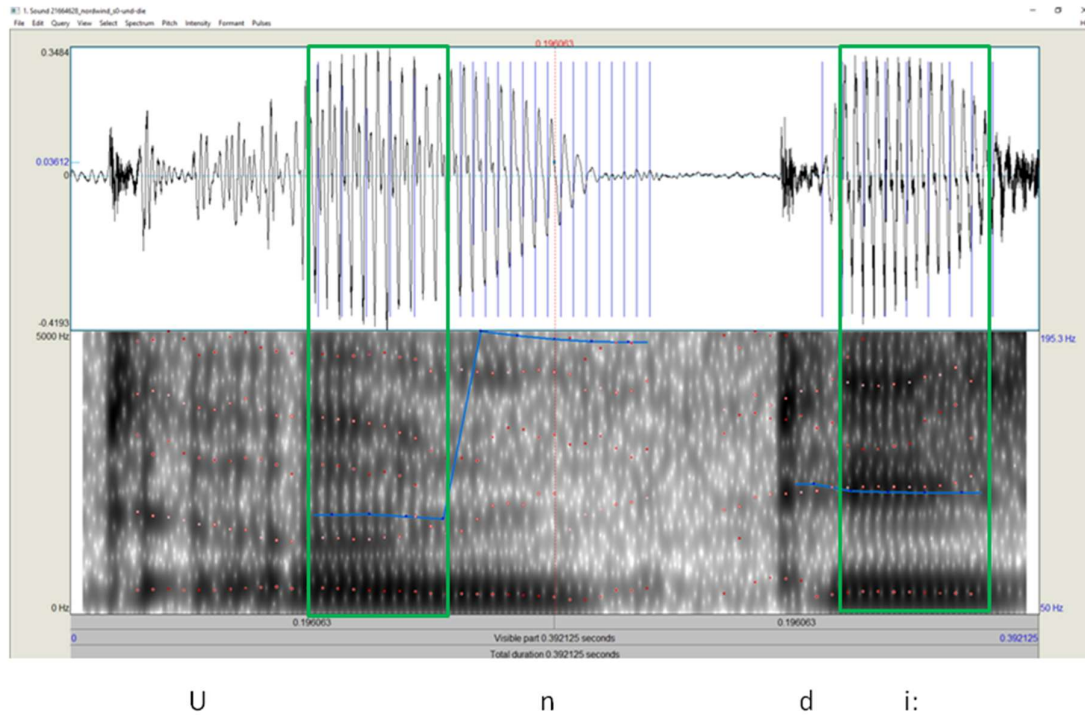 1. Sound 21664628_nordwind_s0-und-die
File Edit Query View Select Spectrum Pitch Intensity Formant Pulses
0.196063
0.3484
0.03612
0
-0.4193
5000 Hz
195.3 Hz
0 Hz
50 Hz
0.196063 0.196063
0 Visible part 0.392125 seconds 0.392125
Total duration 0.392125 seconds
U n d i: